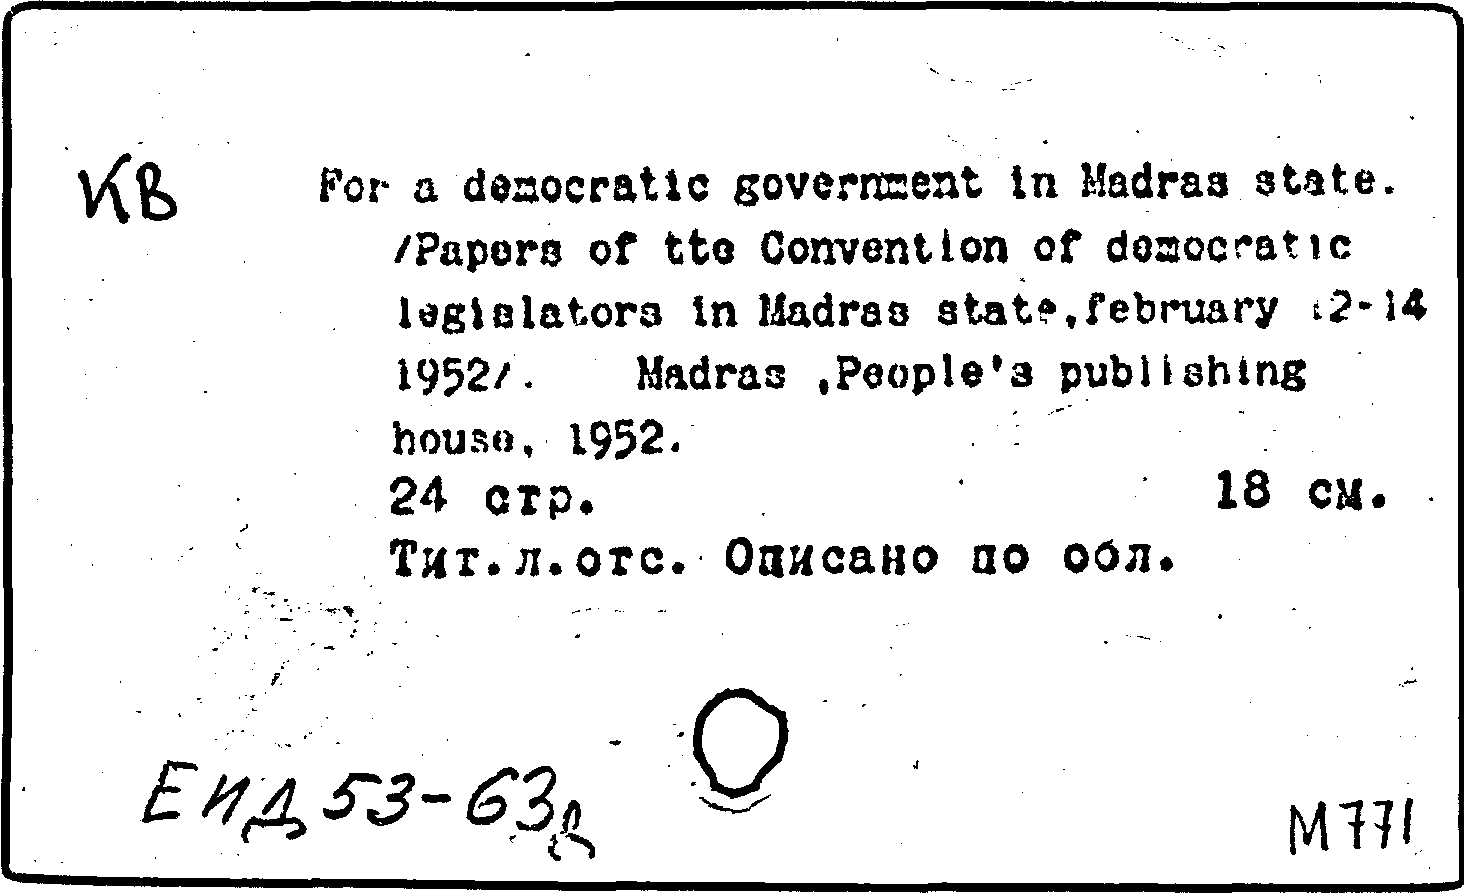 КВ
For a democratic government in Madras state.
/Papers of tte Convention of democratic
legislators in Madras state,february 12-14
1952/. Madras ,People's publishing
house, 1952.
24 стр. 18 см.
Тит.л.отс. Описано по обл.
ЕИД 53-63д
М771